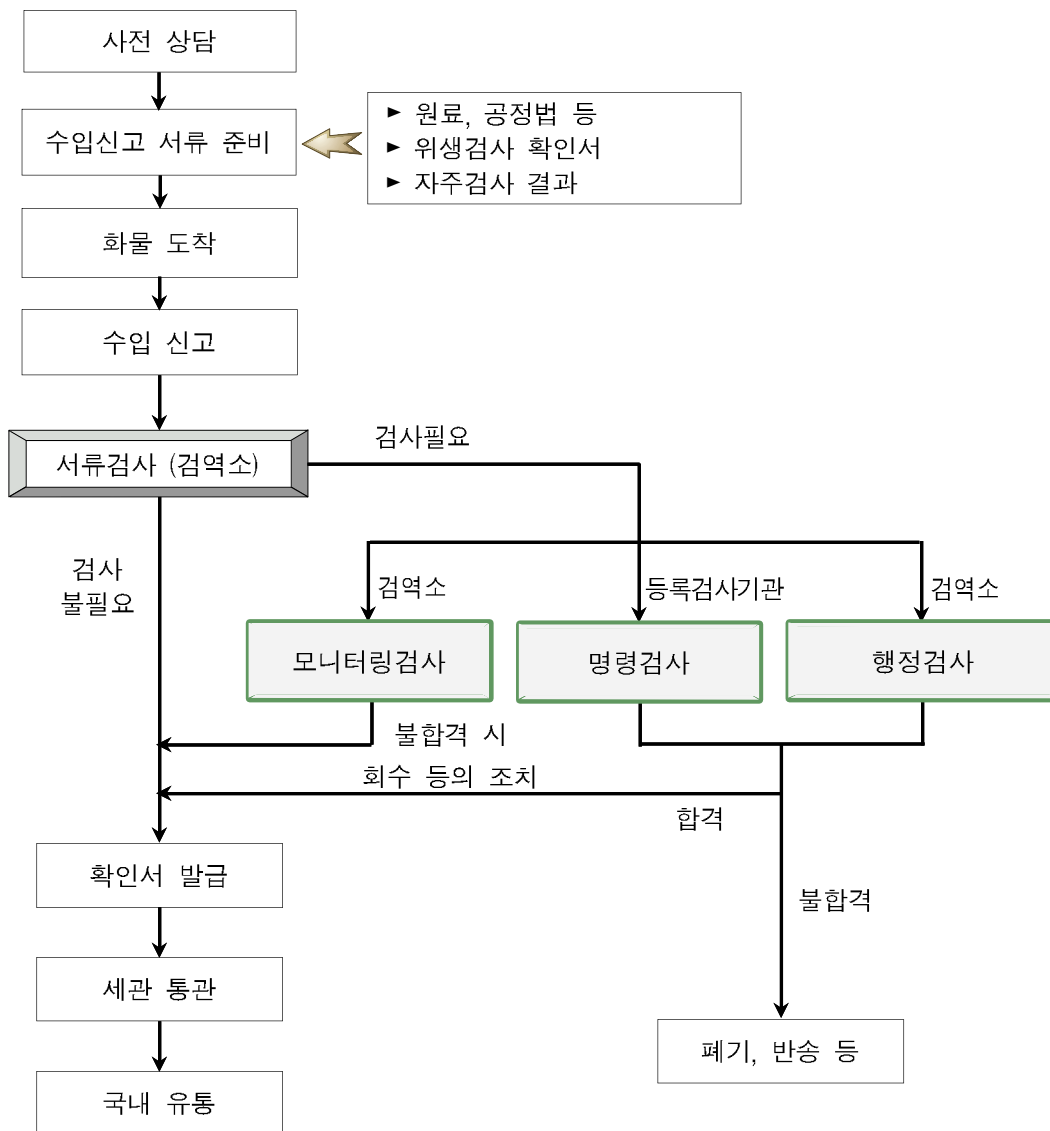 사전 상담
수입신고 서류 준비
► 원료, 공정법 등
► 위생검사 확인서
► 자주검사 결과
화물 도착
수입 신고
서류검사 (검역소)
검사필요
검사
불필요
검역소
등록검사기관
검역소
모니터링검사
명령검사
행정검사
불합격 시
회수 등의 조치
합격
확인서 발급
불합격
세관 통관
폐기, 반송 등
국내 유통